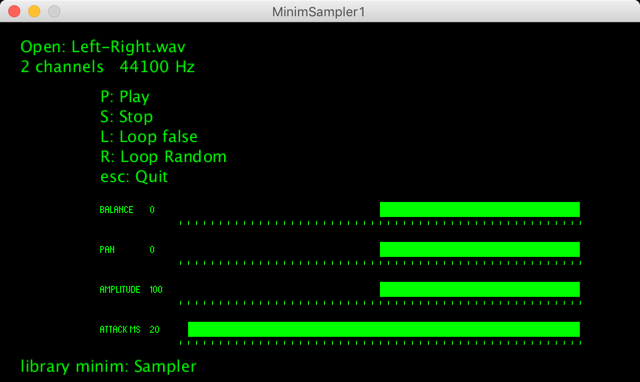 MinimSampler1
Open: Left-Right.wav
2 channels 44100 Hz
P: Play
S: Stop
L: Loop false
R: Loop Random
esc: Quit
BALANCE 0
PAN 0
AMPLITUDE 100
ATTACK MS 20
library minim: Sampler